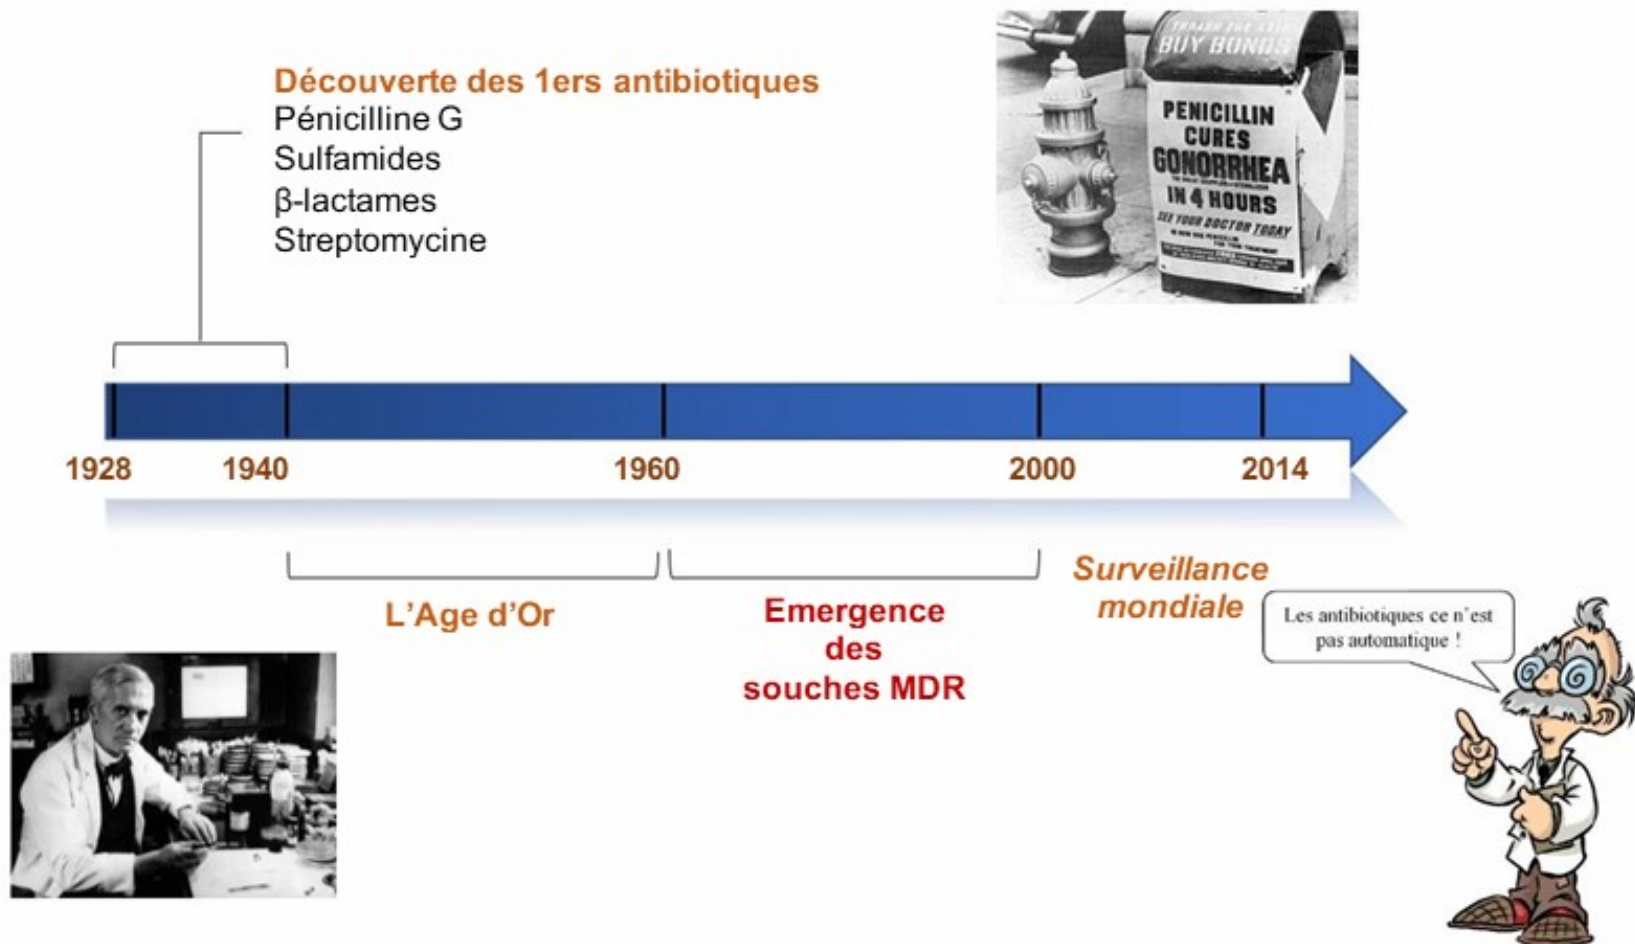 Découverte des 1ers antibiotiques
Pénicilline G
Sulfamides
β-lactames
Streptomycine
BUY BONDS
PENICILLIN
CURES
GONORRHEA
IN 4 HOURS
SEE YOUR DOCTOR TODAY
1928
1940
1960
2000
2014
L'Age d'Or
Emergence
des
souches MDR
Surveillance
mondiale
Les antibiotiques ce n'est
pas automatique !